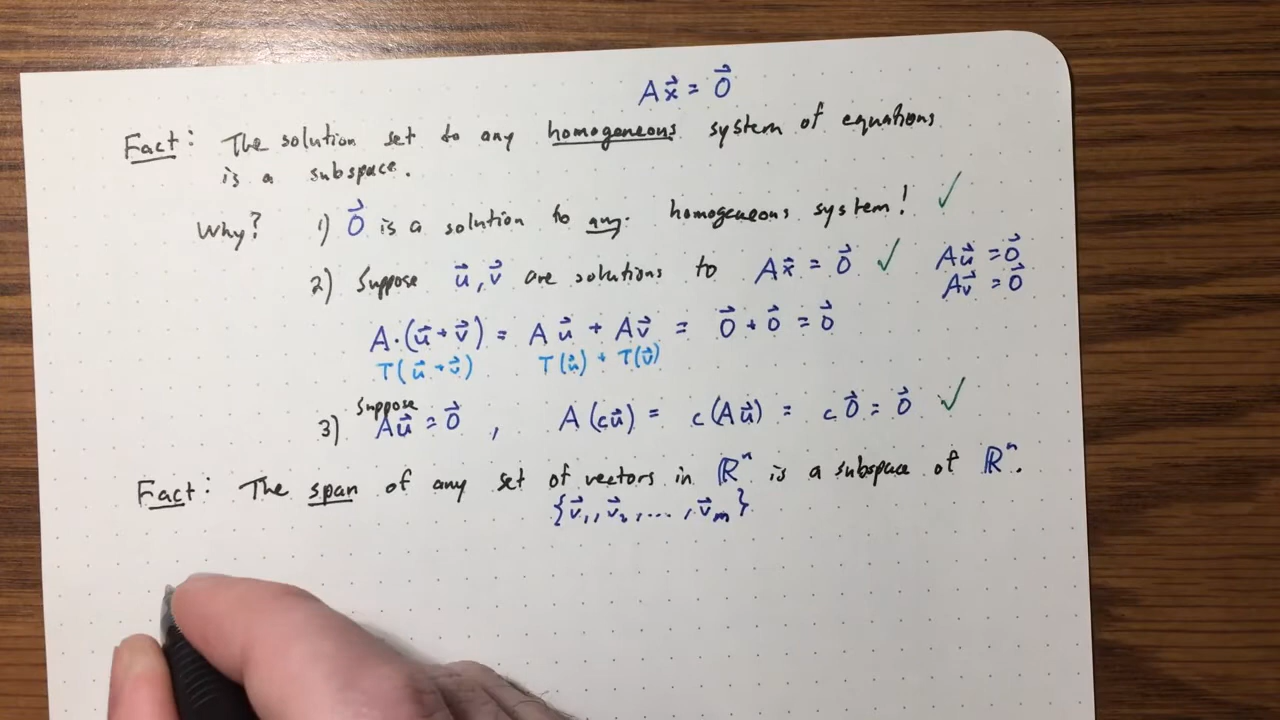 Ax⃗ = 0⃗
Fact: The solution set to any homogeneous system of equations
is a subspace.
Why? 1) 0⃗ is a solution to any homogeneous system! ✓
2) Suppose u⃗, v⃗ are solutions to Ax⃗ = 0⃗ ✓ Au⃗ = 0⃗
Av⃗ = 0⃗
A·(u⃗ + v⃗) = Au⃗ + Av⃗ = 0⃗ + 0⃗ = 0⃗
T(u⃗ + v⃗) T(u⃗) + T(v⃗)
Suppose
3) Au⃗ = 0⃗ , A(cu⃗) = c(Au⃗) = c0⃗ = 0⃗ ✓
Fact: The span of any set of vectors in ℝⁿ is a subspace of ℝⁿ.
{v⃗₁, v⃗₂, ..., v⃗ₘ}